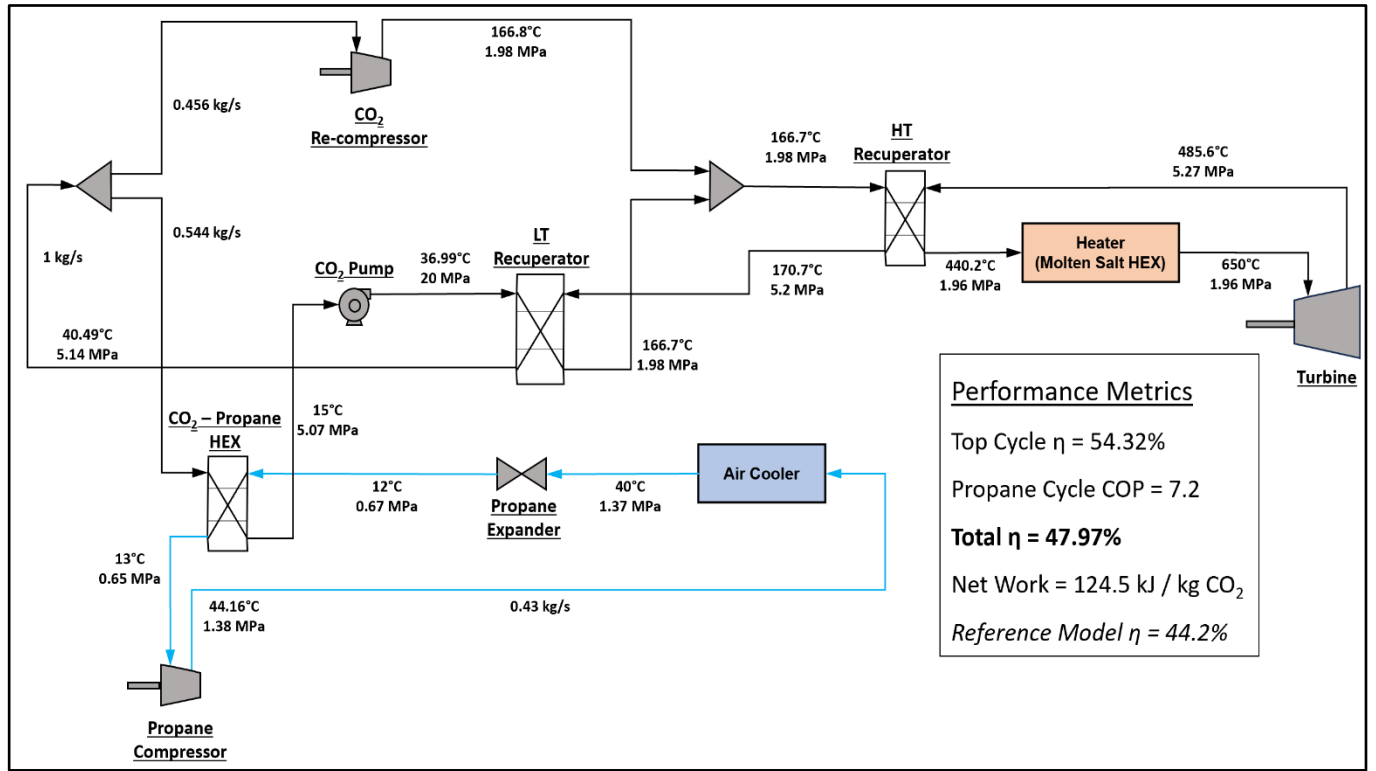 166.8°C
1.98 MPa
0.456 kg/s
CO2
Re-compressor
166.7°C
1.98 MPa
HT
Recuperator
485.6°C
5.27 MPa
0.544 kg/s
1 kg/s
CO2 Pump
36.99°C
20 MPa
LT
Recuperator
170.7°C
5.2 MPa
440.2°C
1.96 MPa
Heater
(Molten Salt HEX)
650°C
1.96 MPa
40.49°C
5.14 MPa
166.7°C
1.98 MPa
Turbine
CO2 – Propane
HEX
15°C
5.07 MPa
12°C
0.67 MPa
Propane
Expander
40°C
1.37 MPa
Air Cooler
13°C
0.65 MPa
44.16°C
1.38 MPa
0.43 kg/s
Propane
Compressor
Performance Metrics
Top Cycle η = 54.32%
Propane Cycle COP = 7.2
Total η = 47.97%
Net Work = 124.5 kJ / kg CO2
Reference Model η = 44.2%